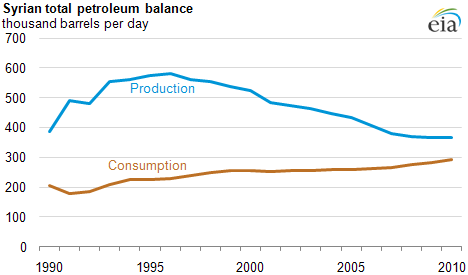 Syrian total petroleum balance
thousand barrels per day
eia
700
600
500
400
300
200
100
0
Production
Consumption
1990 1995 2000 2005 2010